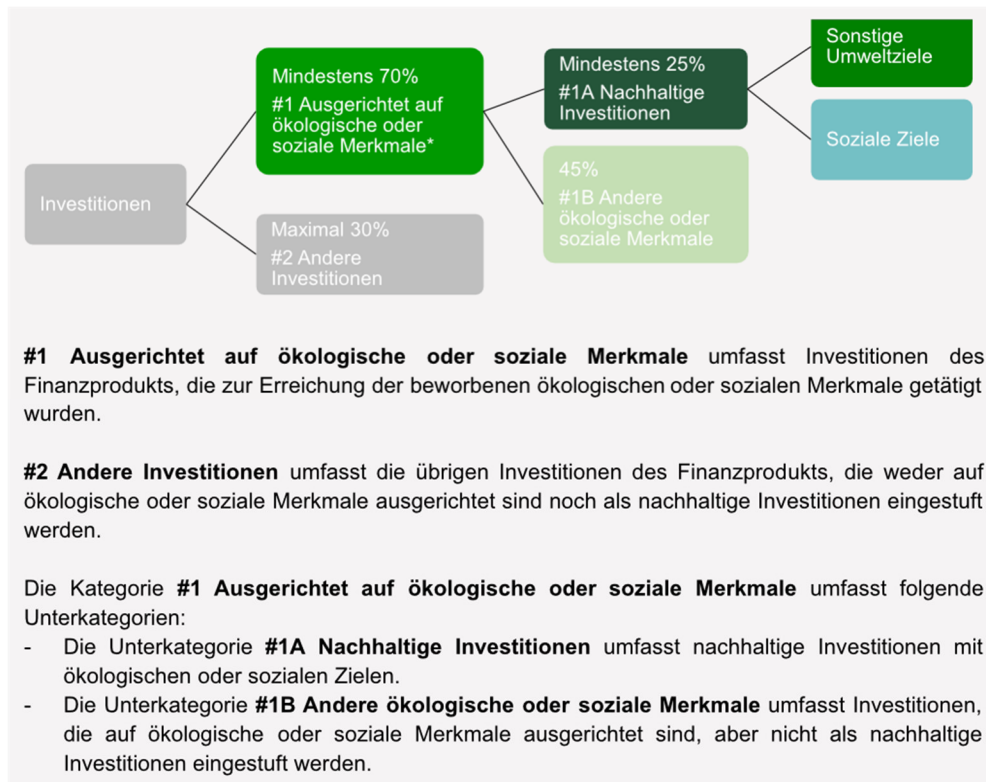 Investitionen
Mindestens 70%
#1 Ausgerichtet auf
ökologische oder
soziale Merkmale*
Maximal 30%
#2 Andere
Investitionen
Mindestens 25%
#1A Nachhaltige
Investitionen
45%
#1B Andere
ökologische oder
soziale Merkmale
Sonstige
Umweltziele
Soziale Ziele
#1 Ausgerichtet auf ökologische oder soziale Merkmale umfasst Investitionen des
Finanzprodukts, die zur Erreichung der beworbenen ökologischen oder sozialen Merkmale getätigt
wurden.
#2 Andere Investitionen umfasst die übrigen Investitionen des Finanzprodukts, die weder auf
ökologische oder soziale Merkmale ausgerichtet sind noch als nachhaltige Investitionen eingestuft
werden.
Die Kategorie #1 Ausgerichtet auf ökologische oder soziale Merkmale umfasst folgende
Unterkategorien:
- Die Unterkategorie #1A Nachhaltige Investitionen umfasst nachhaltige Investitionen mit
ökologischen oder sozialen Zielen.
- Die Unterkategorie #1B Andere ökologische oder soziale Merkmale umfasst Investitionen,
die auf ökologische oder soziale Merkmale ausgerichtet sind, aber nicht als nachhaltige
Investitionen eingestuft werden.